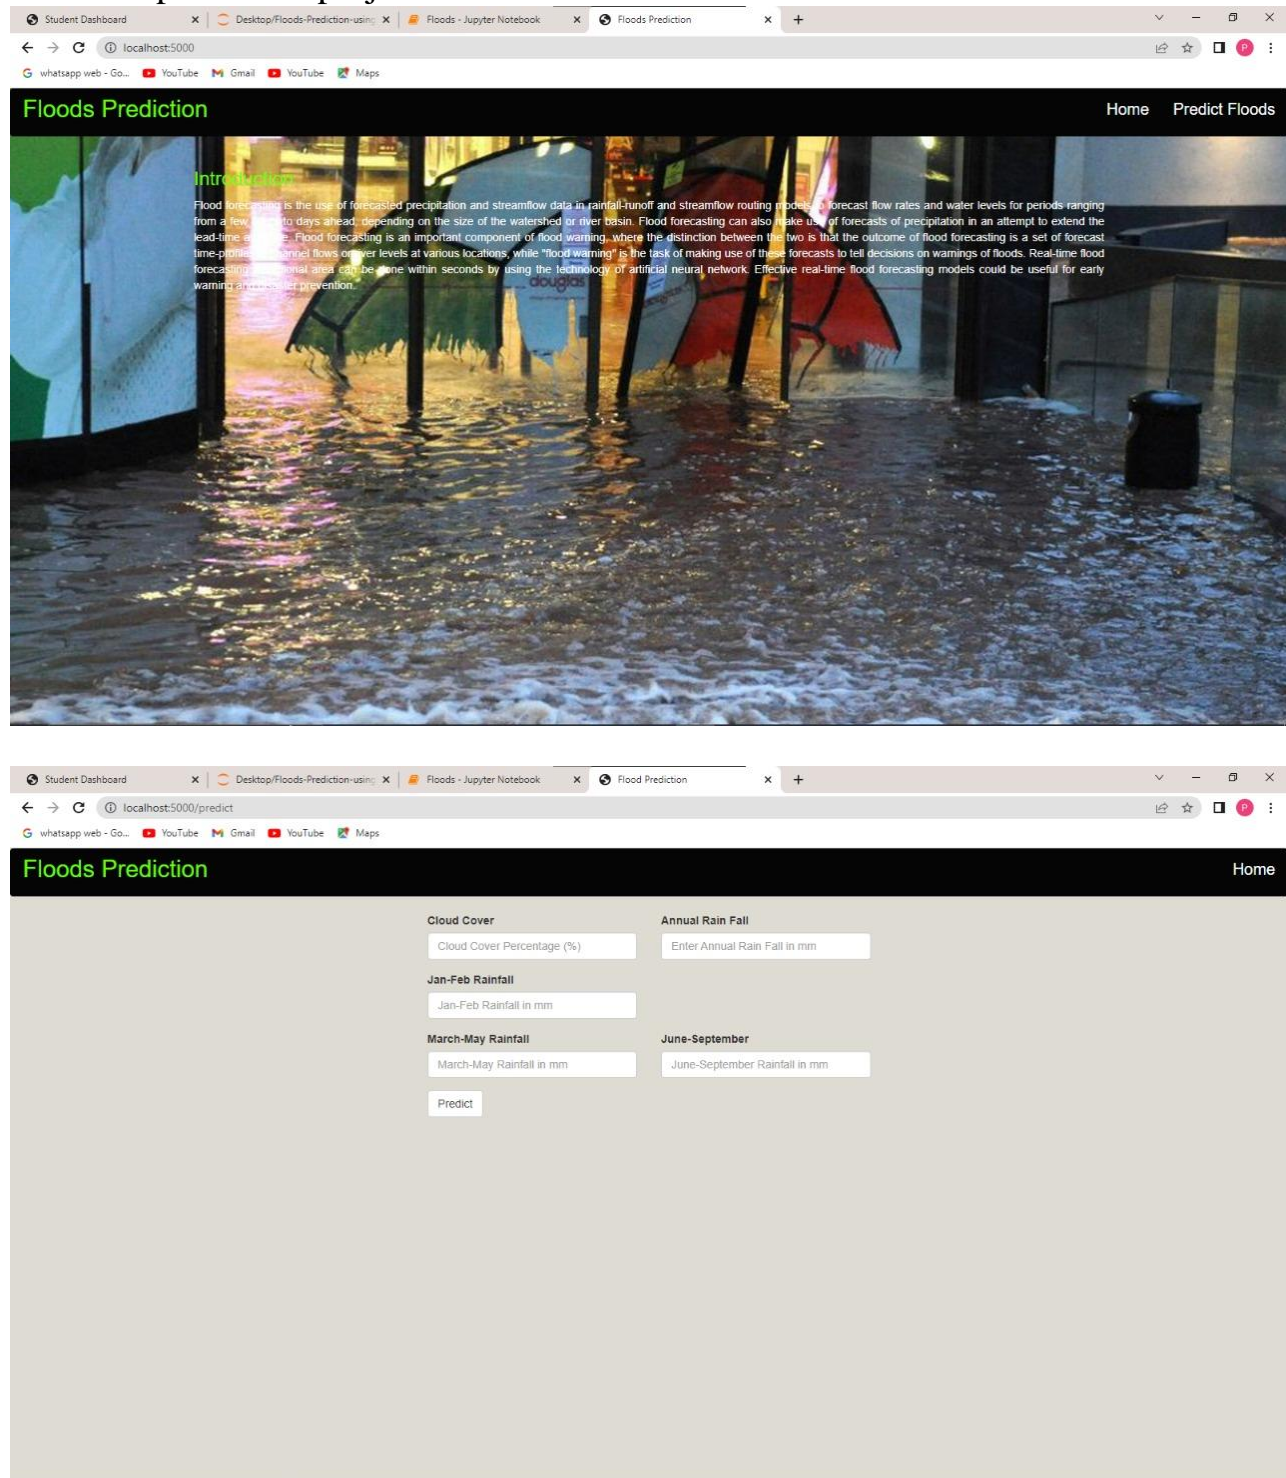 Student Dashboard
Desktop/Floods-Prediction-using
Floods - Jupyter Notebook
Floods Prediction
localhost:5000
whatsapp web - Go...
YouTube
Gmail
YouTube
Maps
Floods Prediction
Home
Predict Floods
Introduction
Flood forecasting is the use of forecasted precipitation and streamflow data in rainfall-runoff and streamflow routing models to forecast flow rates and water levels for periods ranging
from a few to days ahead, depending on the size of the watershed or river basin. Flood forecasting can also make use of forecasts of precipitation in an attempt to extend the
lead-time Flood forecasting is an important component of flood warning, where the distinction between the two is that the outcome of flood forecasting is a set of forecast
channel flows or river levels at various locations, while "flood warning" is the task of making use of these forecasts to tell decisions on warnings of floods. Real-time flood
forecasting area can be done within seconds by using the technology of artificial neural network. Effective real-time flood forecasting models could be useful for early
warning and disaster prevention.
douglas
Student Dashboard
Desktop/Floods-Prediction-using
Floods - Jupyter Notebook
Flood Prediction
localhost:5000/predict
whatsapp web - Go...
YouTube
Gmail
YouTube
Maps
Floods Prediction
Home
Cloud Cover
Annual Rain Fall
Cloud Cover Percentage (%)
Enter Annual Rain Fall in mm
Jan-Feb Rainfall
Jan-Feb Rainfall in mm
March-May Rainfall
June-September
March-May Rainfall in mm
June-September Rainfall in mm
Predict